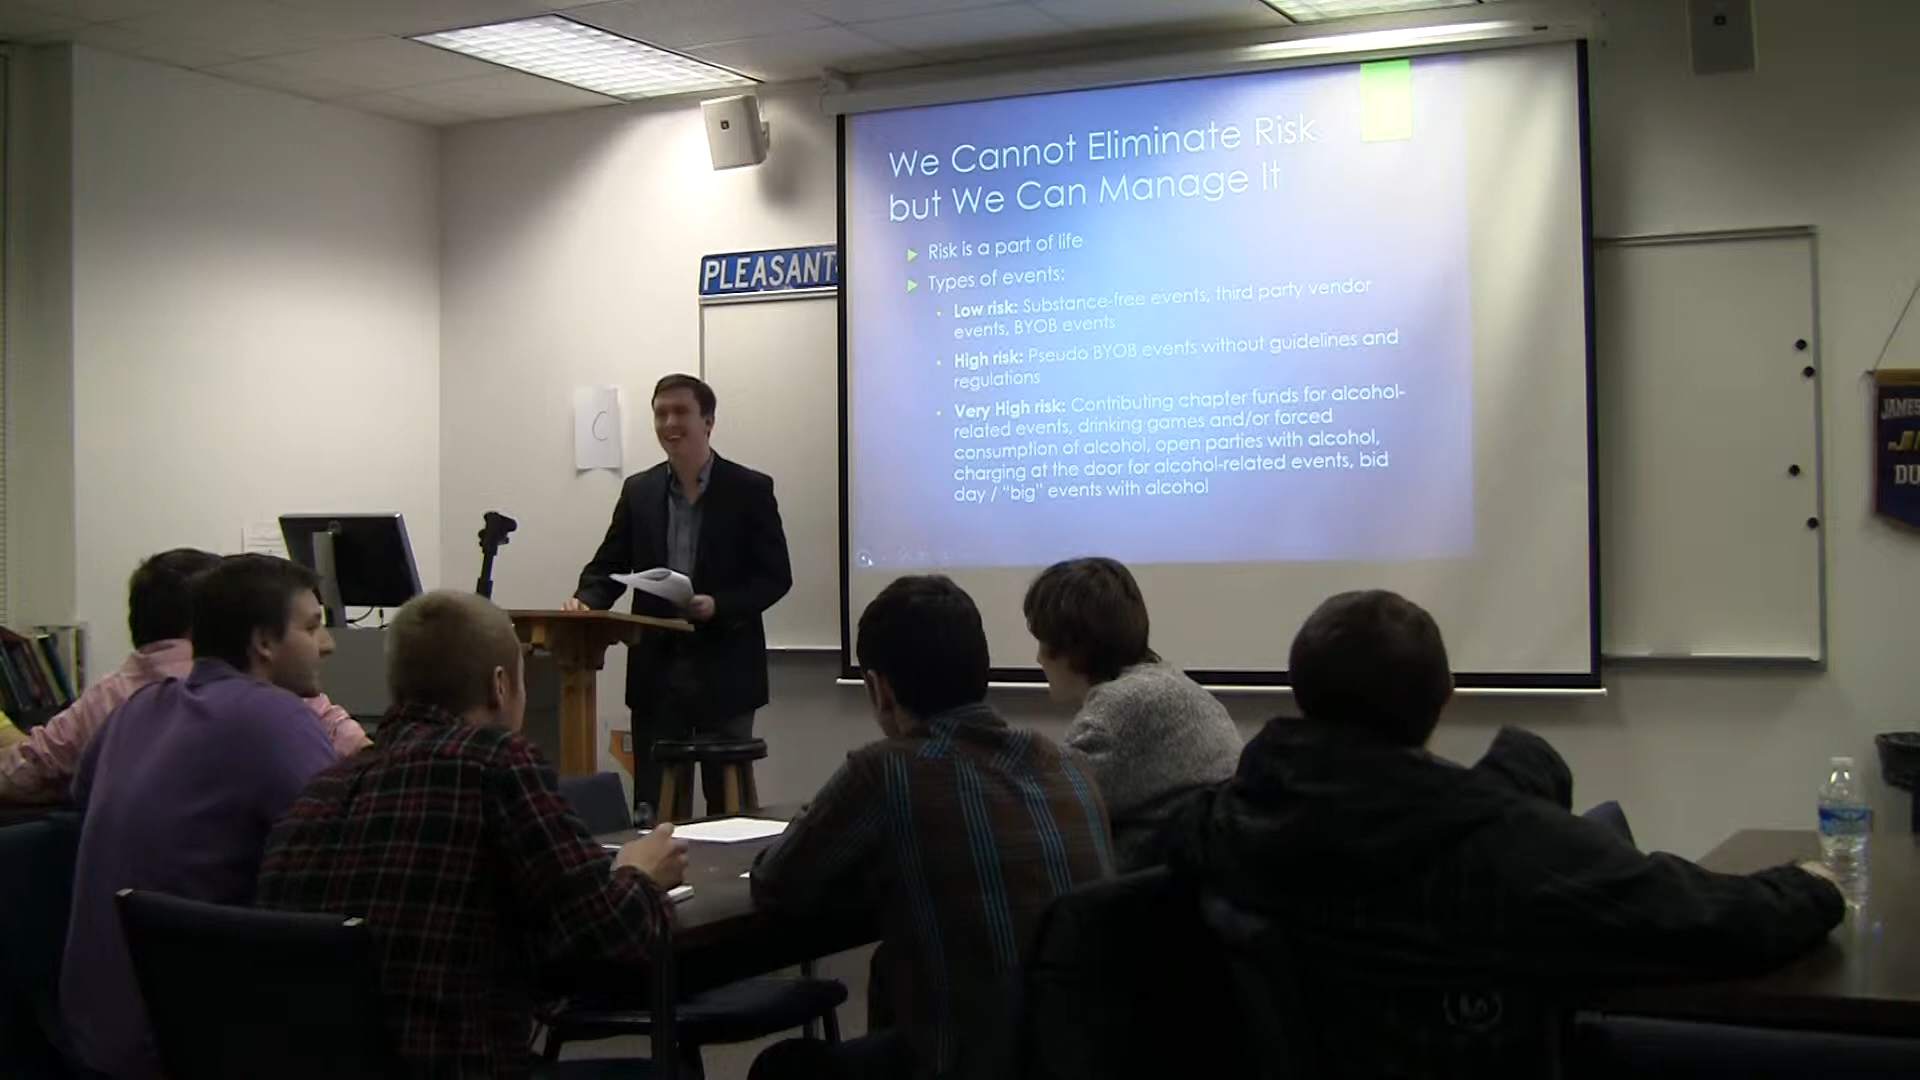 We Cannot Eliminate Risk
but We Can Manage It
Risk is a part of life
Types of events:
Low risk: Substance-free events, third party vendor
events, BYOB events
High risk: Pseudo BYOB events without guidelines and
regulations
Very High risk: Contributing chapter funds for alcohol-
related events, drinking games and/or forced
consumption of alcohol, open parties with alcohol,
charging at the door for alcohol-related events, bid
day / "big" events with alcohol
PLEASANT
C
JAMES
DU